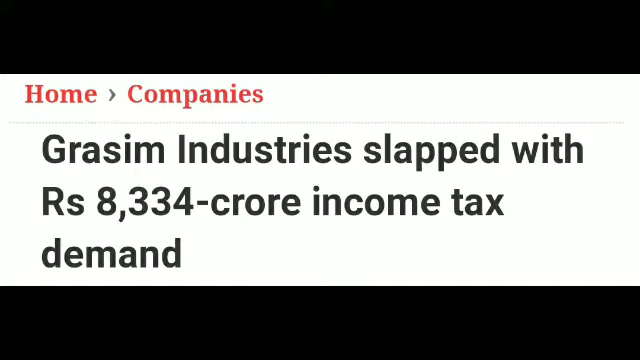 Home › Companies
Grasim Industries slapped with
Rs 8,334-crore income tax
demand